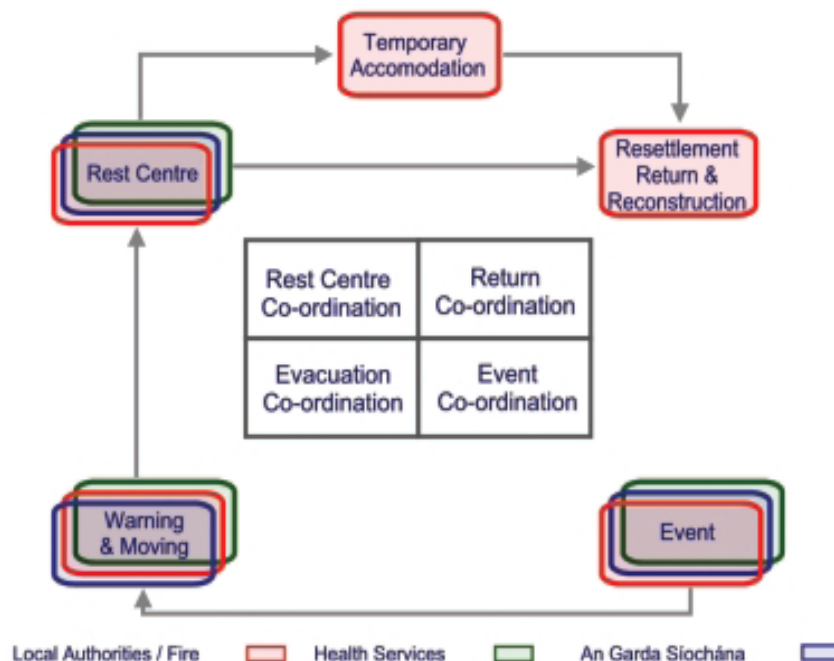 Temporary
Accomodation
Rest Centre
Resettlement
Return &
Reconstruction
Rest Centre
Co-ordination
Return
Co-ordination
Evacuation
Co-ordination
Event
Co-ordination
Warning
& Moving
Event
Local Authorities / Fire
Health Services
An Garda Síochána